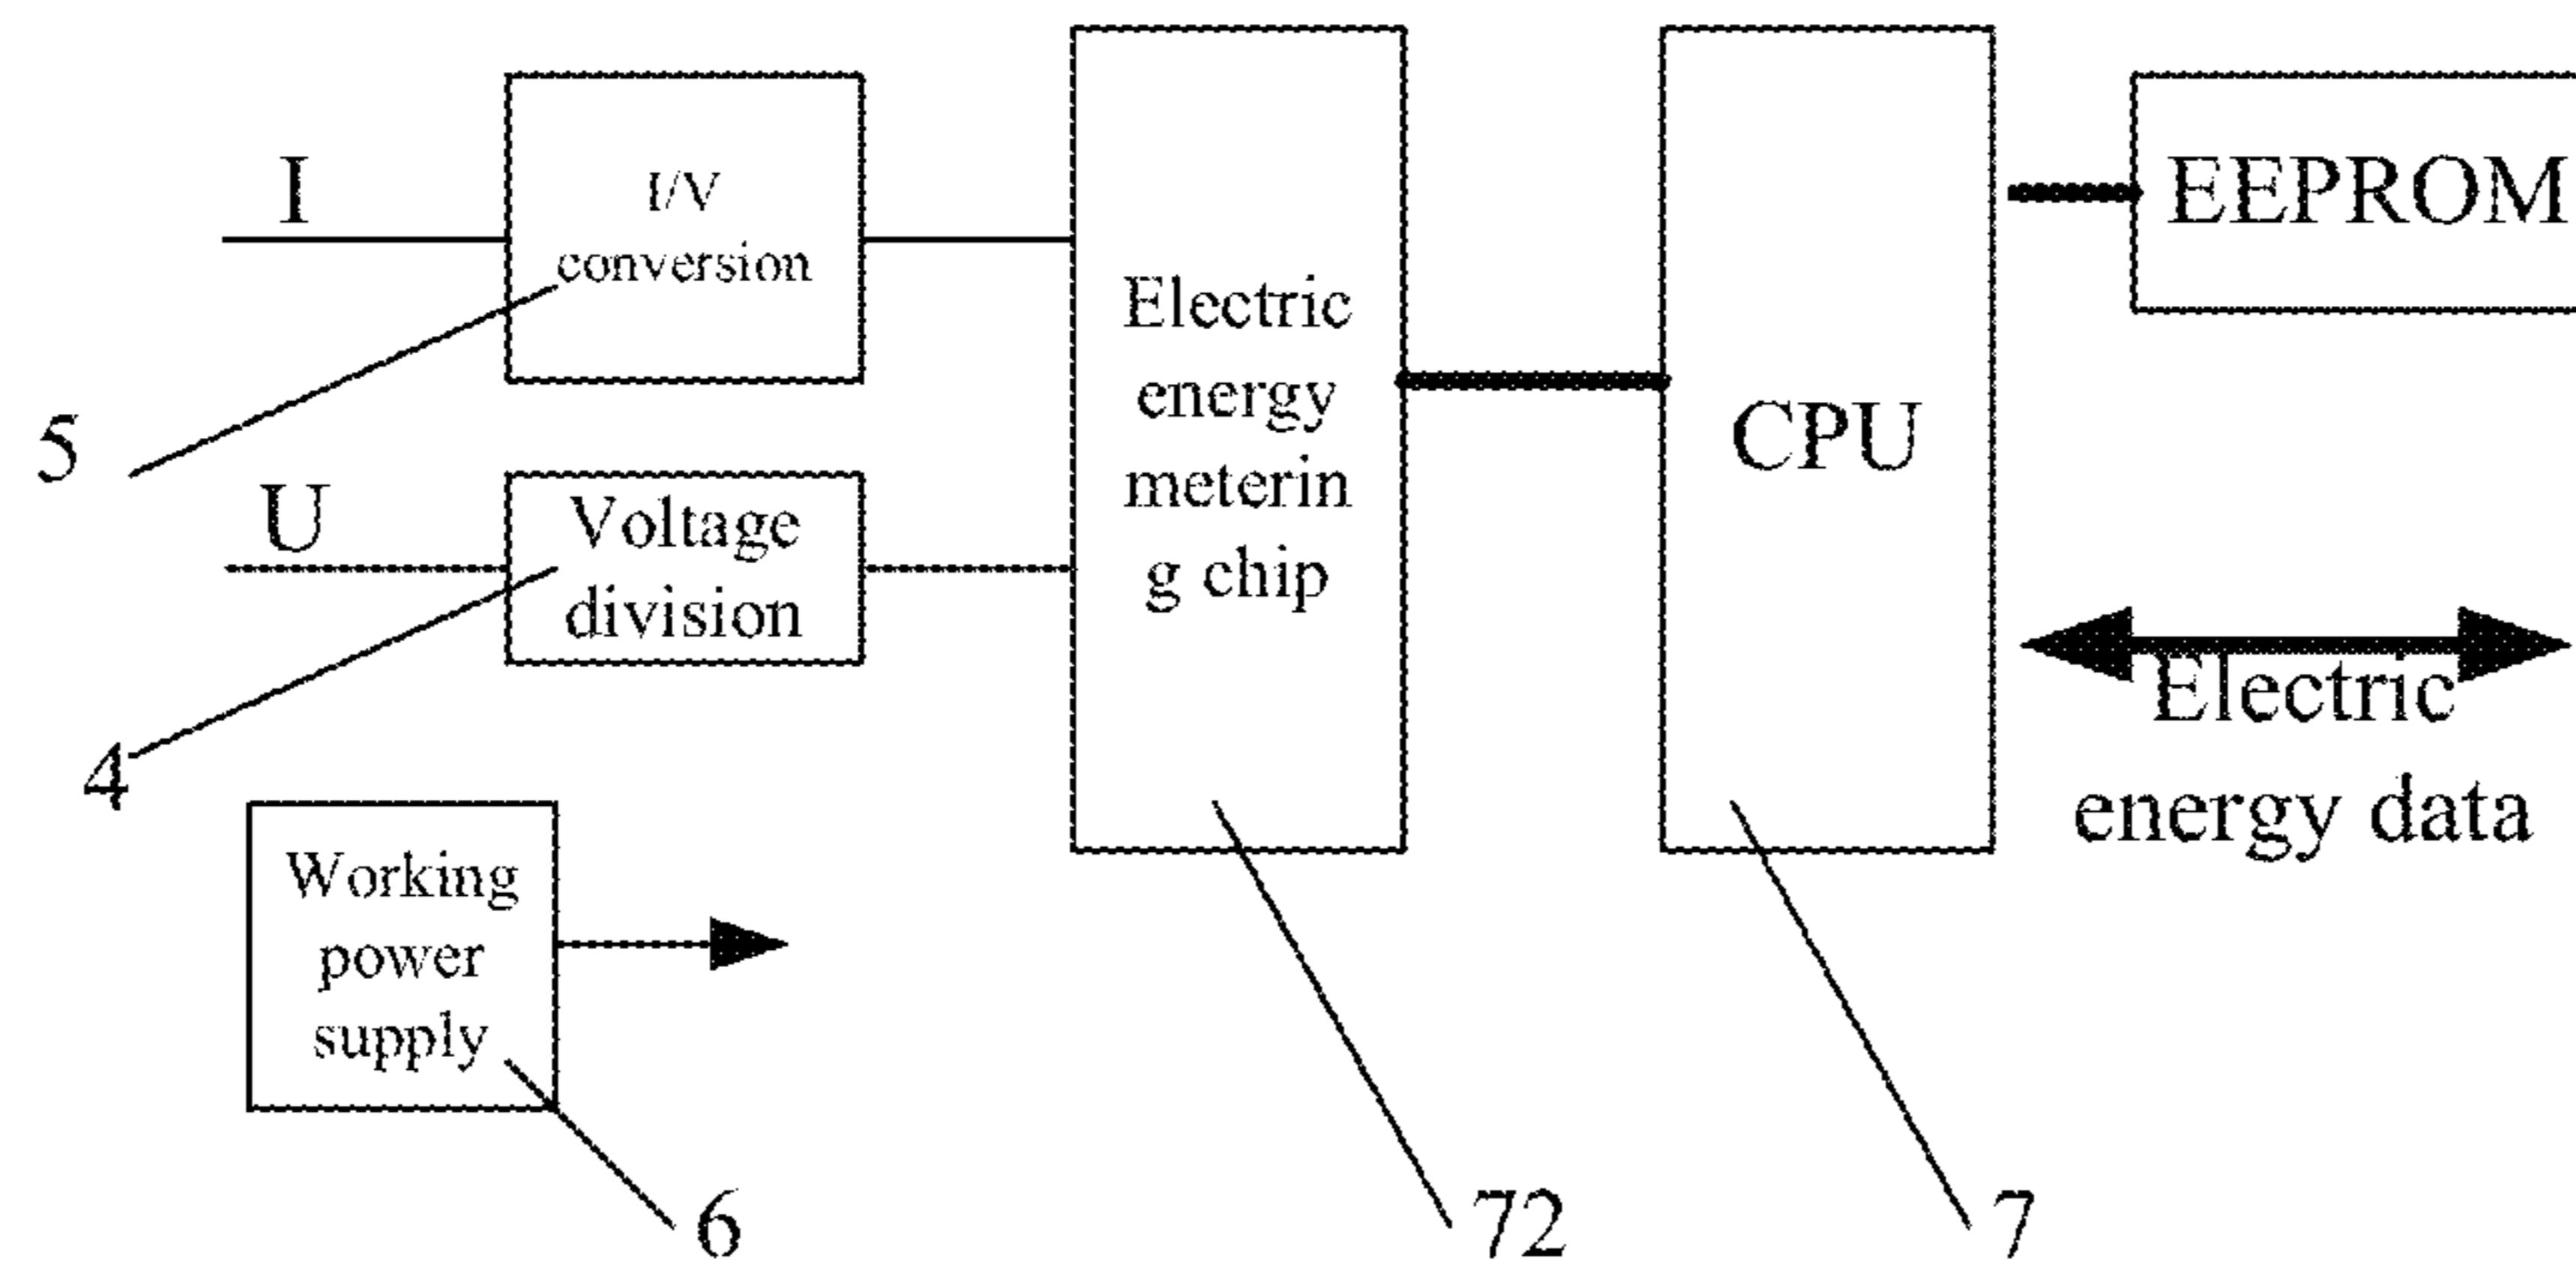 I
I/V
conversion
5
U
Voltage
division
4
Working
power
supply
6
Electric
energy
meterin
g chip
72
CPU
7
EEPROM
Electric
energy data